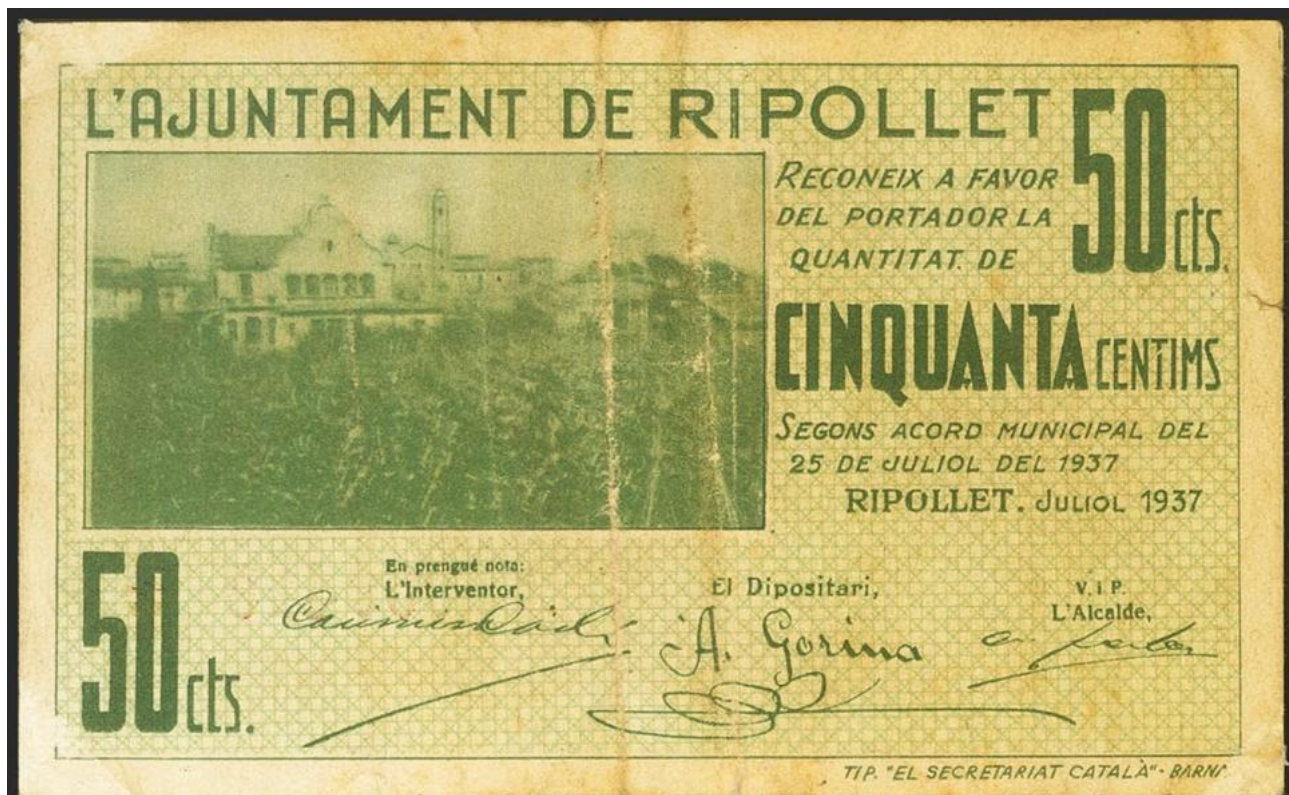 L'AJUNTAMENT DE RIPOLLET
50 cts.
RECONEIX A FAVOR
DEL PORTADOR LA
QUANTITAT DE
CINQUANTA CENTIMS
SEGONS ACORD MUNICIPAL DEL
25 DE JULIOL DEL 1937
RIPOLLET. JULIOL 1937
50 cts.
En prengué nota:
L'Interventor,
El Dipositari,
A. Gorina
V. i P.
L'Alcalde,
TIP. "EL SECRETARIAT CATALÀ" - BARNA